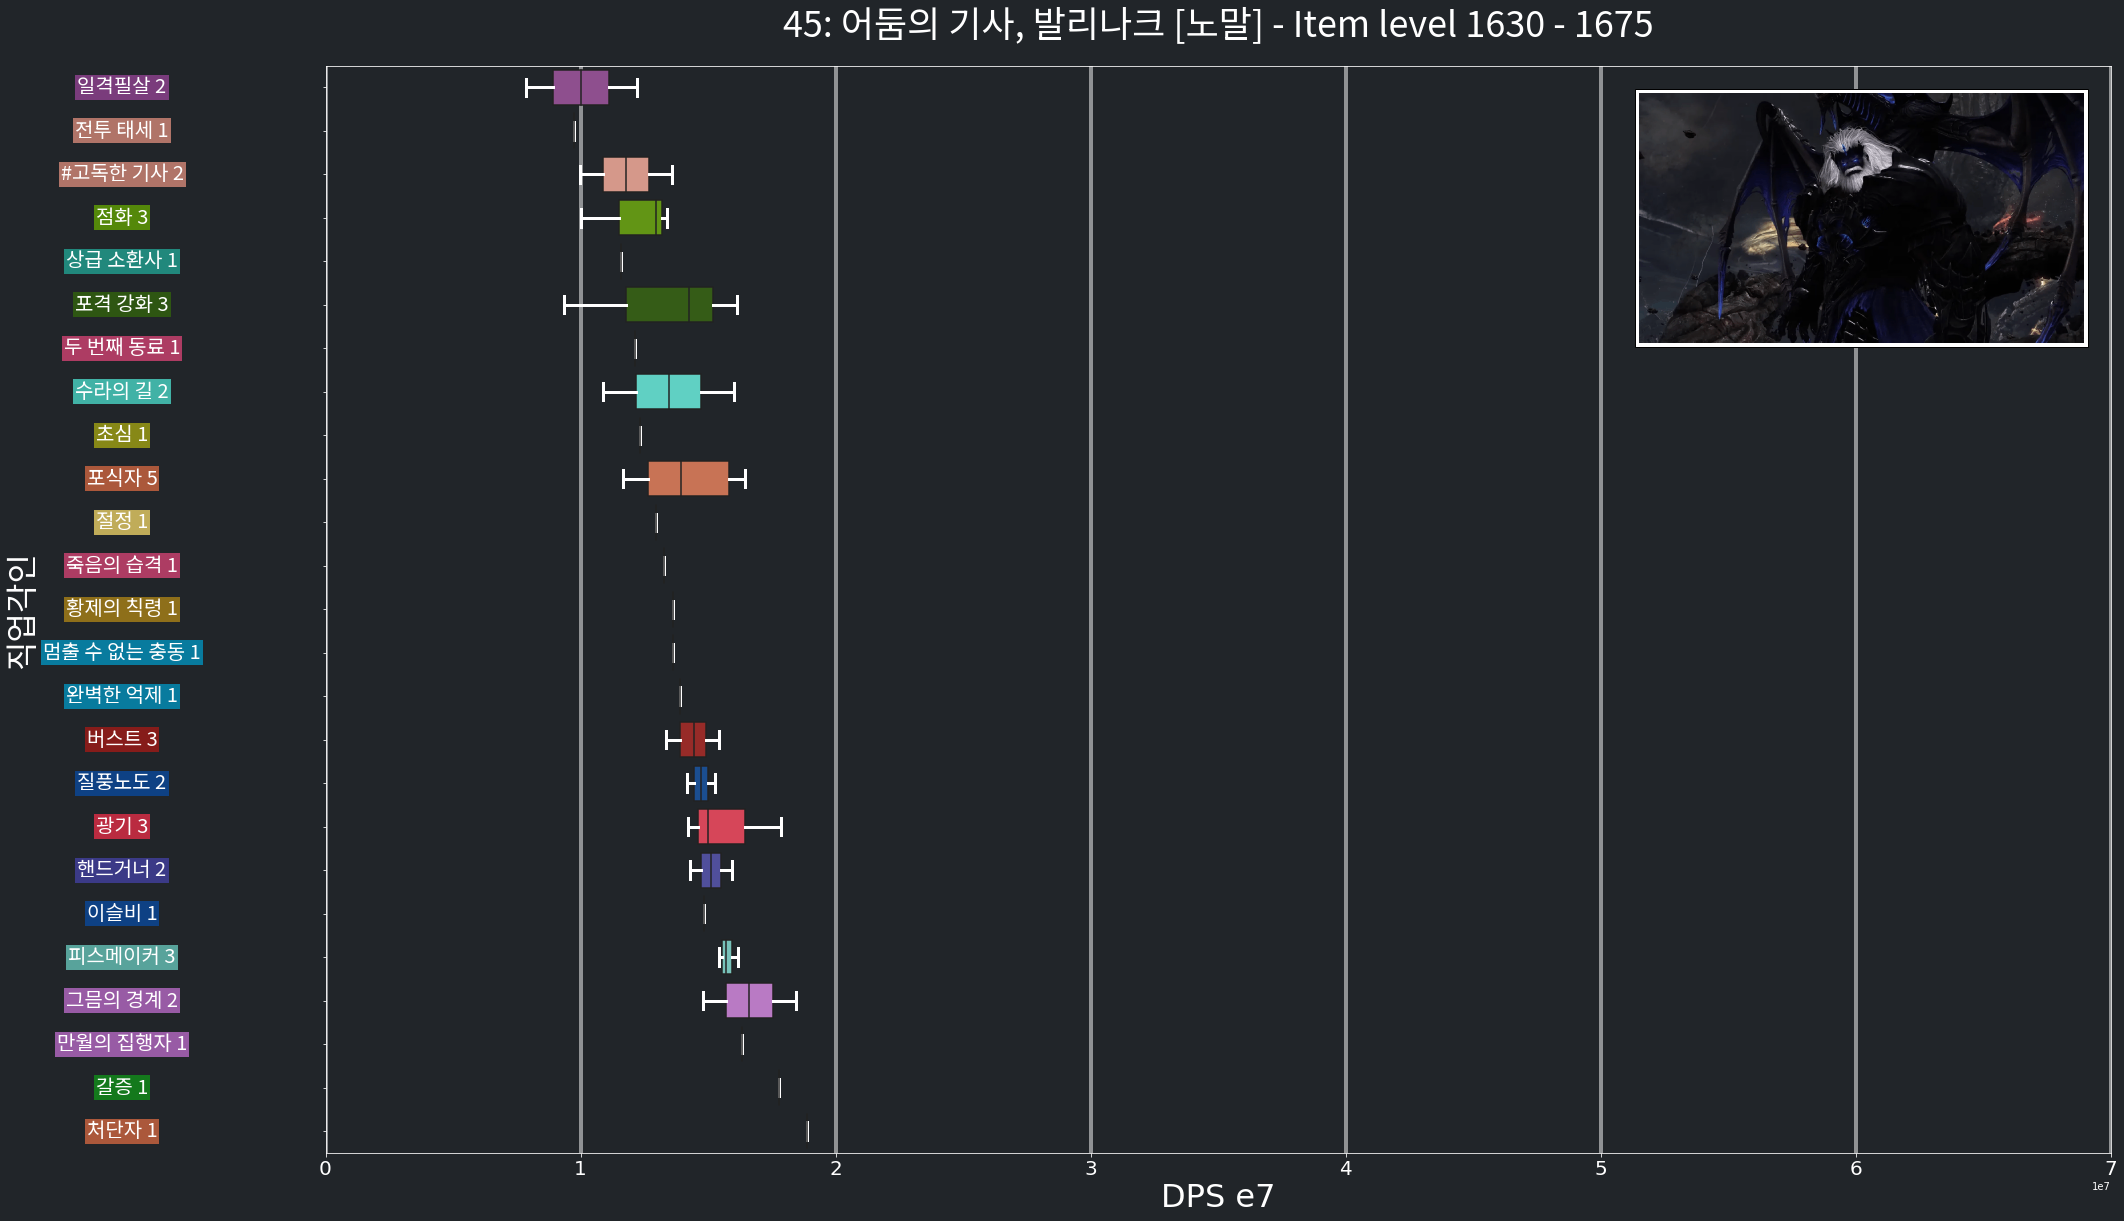 45: 어둠의 기사, 발리나크 [노말] - Item level 1630 - 1675
일격필살 2
전투 태세 1
#고독한 기사 2
점화 3
상급 소환사 1
포격 강화 3
두 번째 동료 1
수라의 길 2
초심 1
포식자 5
절정 1
죽음의 습격 1
황제의 칙령 1
멈출 수 없는 충동 1
완벽한 억제 1
버스트 3
질풍노도 2
광기 3
핸드거너 2
이슬비 1
피스메이커 3
그믐의 경계 2
만월의 집행자 1
갈증 1
처단자 1
직업각인
0 1 2 3 4 5 6 7
1e7
DPS e7